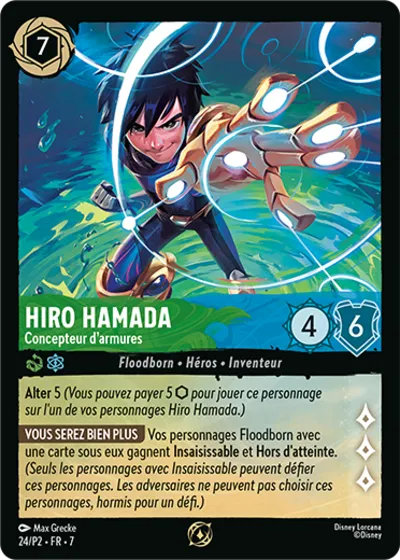 7
HIRO HAMADA
Concepteur d'armures
4
6
Floodborn • Héros • Inventeur
Alter 5 (Vous pouvez payer 5 pour jouer ce personnage
sur l'un de vos personnages Hiro Hamada.)
VOUS SEREZ BIEN PLUS Vos personnages Floodborn avec
une carte sous eux gagnent Insaisissable et Hors d'atteinte.
(Seuls les personnages avec Insaisissable peuvent défier
ces personnages. Les adversaires ne peuvent pas choisir ces
personnages, hormis pour un défi.)
Max Grecke
24/P2 • FR • 7
Disney Lorcana
©Disney